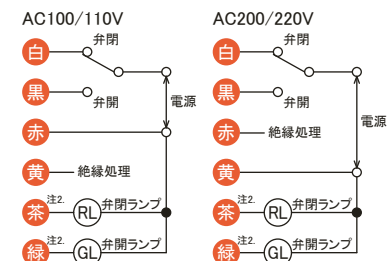 AC100/110V
白
弁閉
黒
弁開
電源
赤
黄
絶縁処理
茶
注2.
RL
弁閉ランプ
緑
注2.
GL
弁開ランプ
AC200/220V
白
弁閉
黒
弁開
電源
赤
絶縁処理
黄
茶
注2.
RL
弁閉ランプ
緑
注2.
GL
弁開ランプ